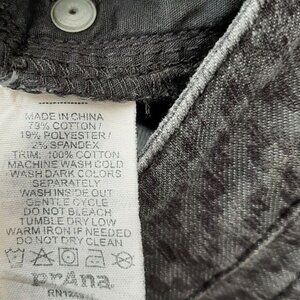 MADE IN CHINA
79% COTTON /
19% POLYESTER /
2% SPANDEX
TRIM: 100% COTTON
MACHINE WASH COLD
WASH DARK COLORS
SEPARATELY
WASH INSIDE OUT
GENTLE CYCLE
DO NOT BLEACH
TUMBLE DRY LOW
WARM IRON IF NEEDED
DO NOT DRY CLEAN
prAna